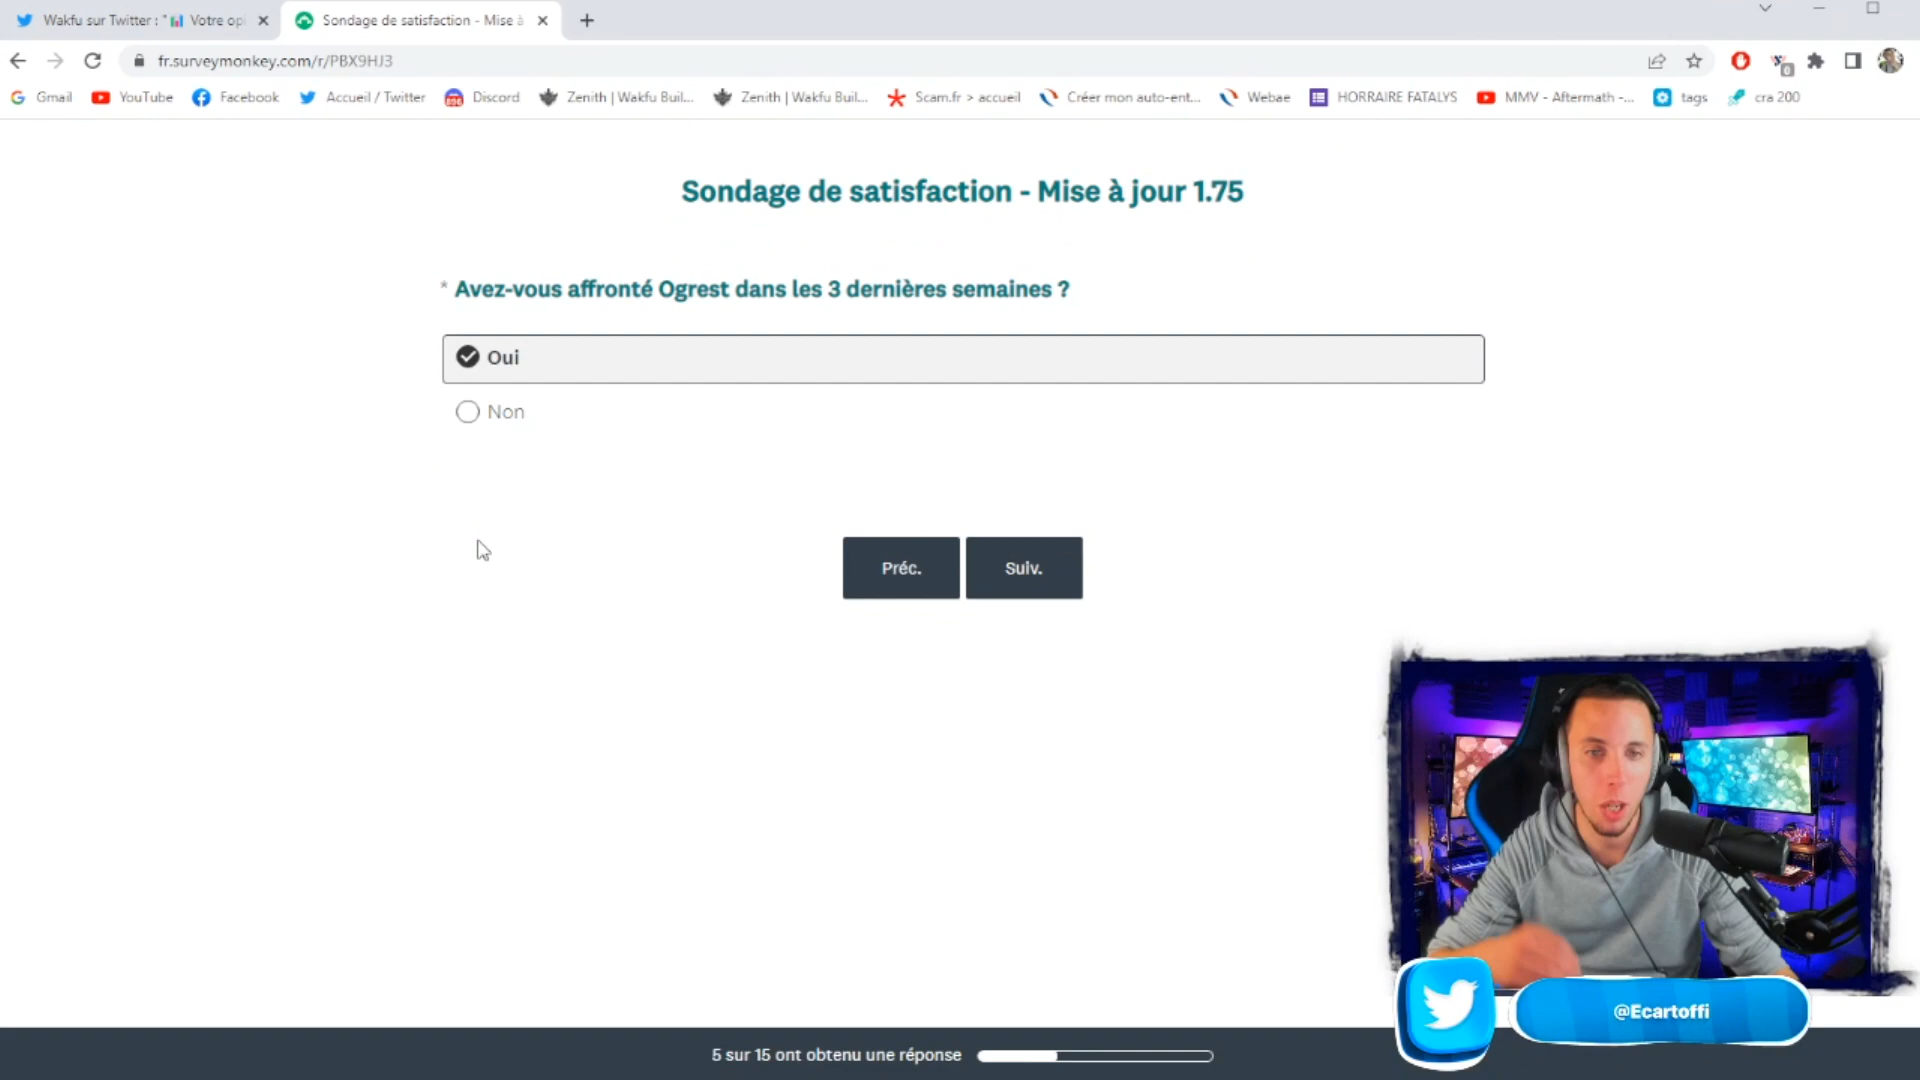 Wakfu sur Twitter : " Votre opi
Sondage de satisfaction - Mise à
fr.surveymonkey.com/r/PBX9HJ3
0
Gmail YouTube Facebook Accueil / Twitter Discord Zenith | Wakfu Buil... Zenith | Wakfu Buil... Scam.fr > accueil Créer mon auto-ent... Webae HORRAIRE FATALYS MMV - Aftermath -... tags cra 200
Sondage de satisfaction - Mise à jour 1.75
* Avez-vous affronté Ogrest dans les 3 dernières semaines ?
Oui
Non
Préc. Suiv.
@Ecartoffi
5 sur 15 ont obtenu une réponse